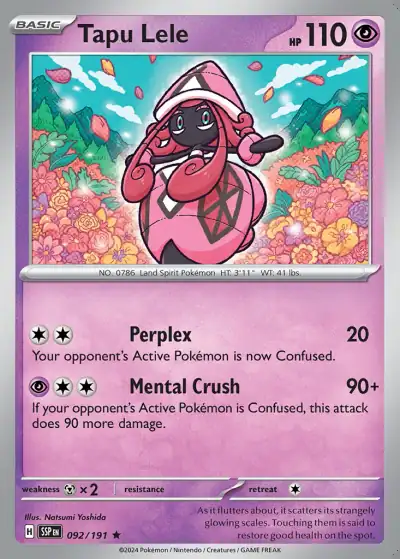 BASIC
Tapu Lele
HP 110
NO. 0786 Land Spirit Pokémon HT: 3'11" WT: 41 lbs.
Perplex 20
Your opponent's Active Pokémon is now Confused.
Mental Crush 90+
If your opponent's Active Pokémon is Confused, this attack
does 90 more damage.
weakness ×2 resistance retreat
Illus. Natsumi Yoshida
H SSP EN 092/191 ★
As it flutters about, it scatters its strangely
glowing scales. Touching them is said to
restore good health on the spot.
©2024 Pokémon / Nintendo / Creatures / GAME FREAK